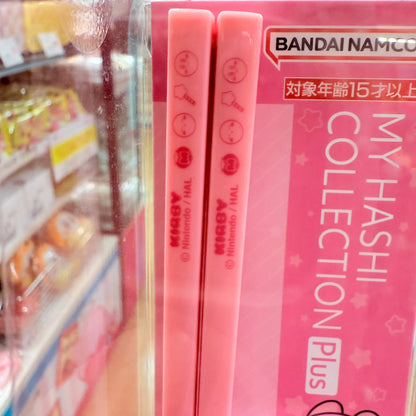 BANDAI NAMCO
対象年齢15才以上
MY HASHI
COLLECTION Plus
KIRBY
© Nintendo / HAL
KIRBY
© Nintendo / HAL